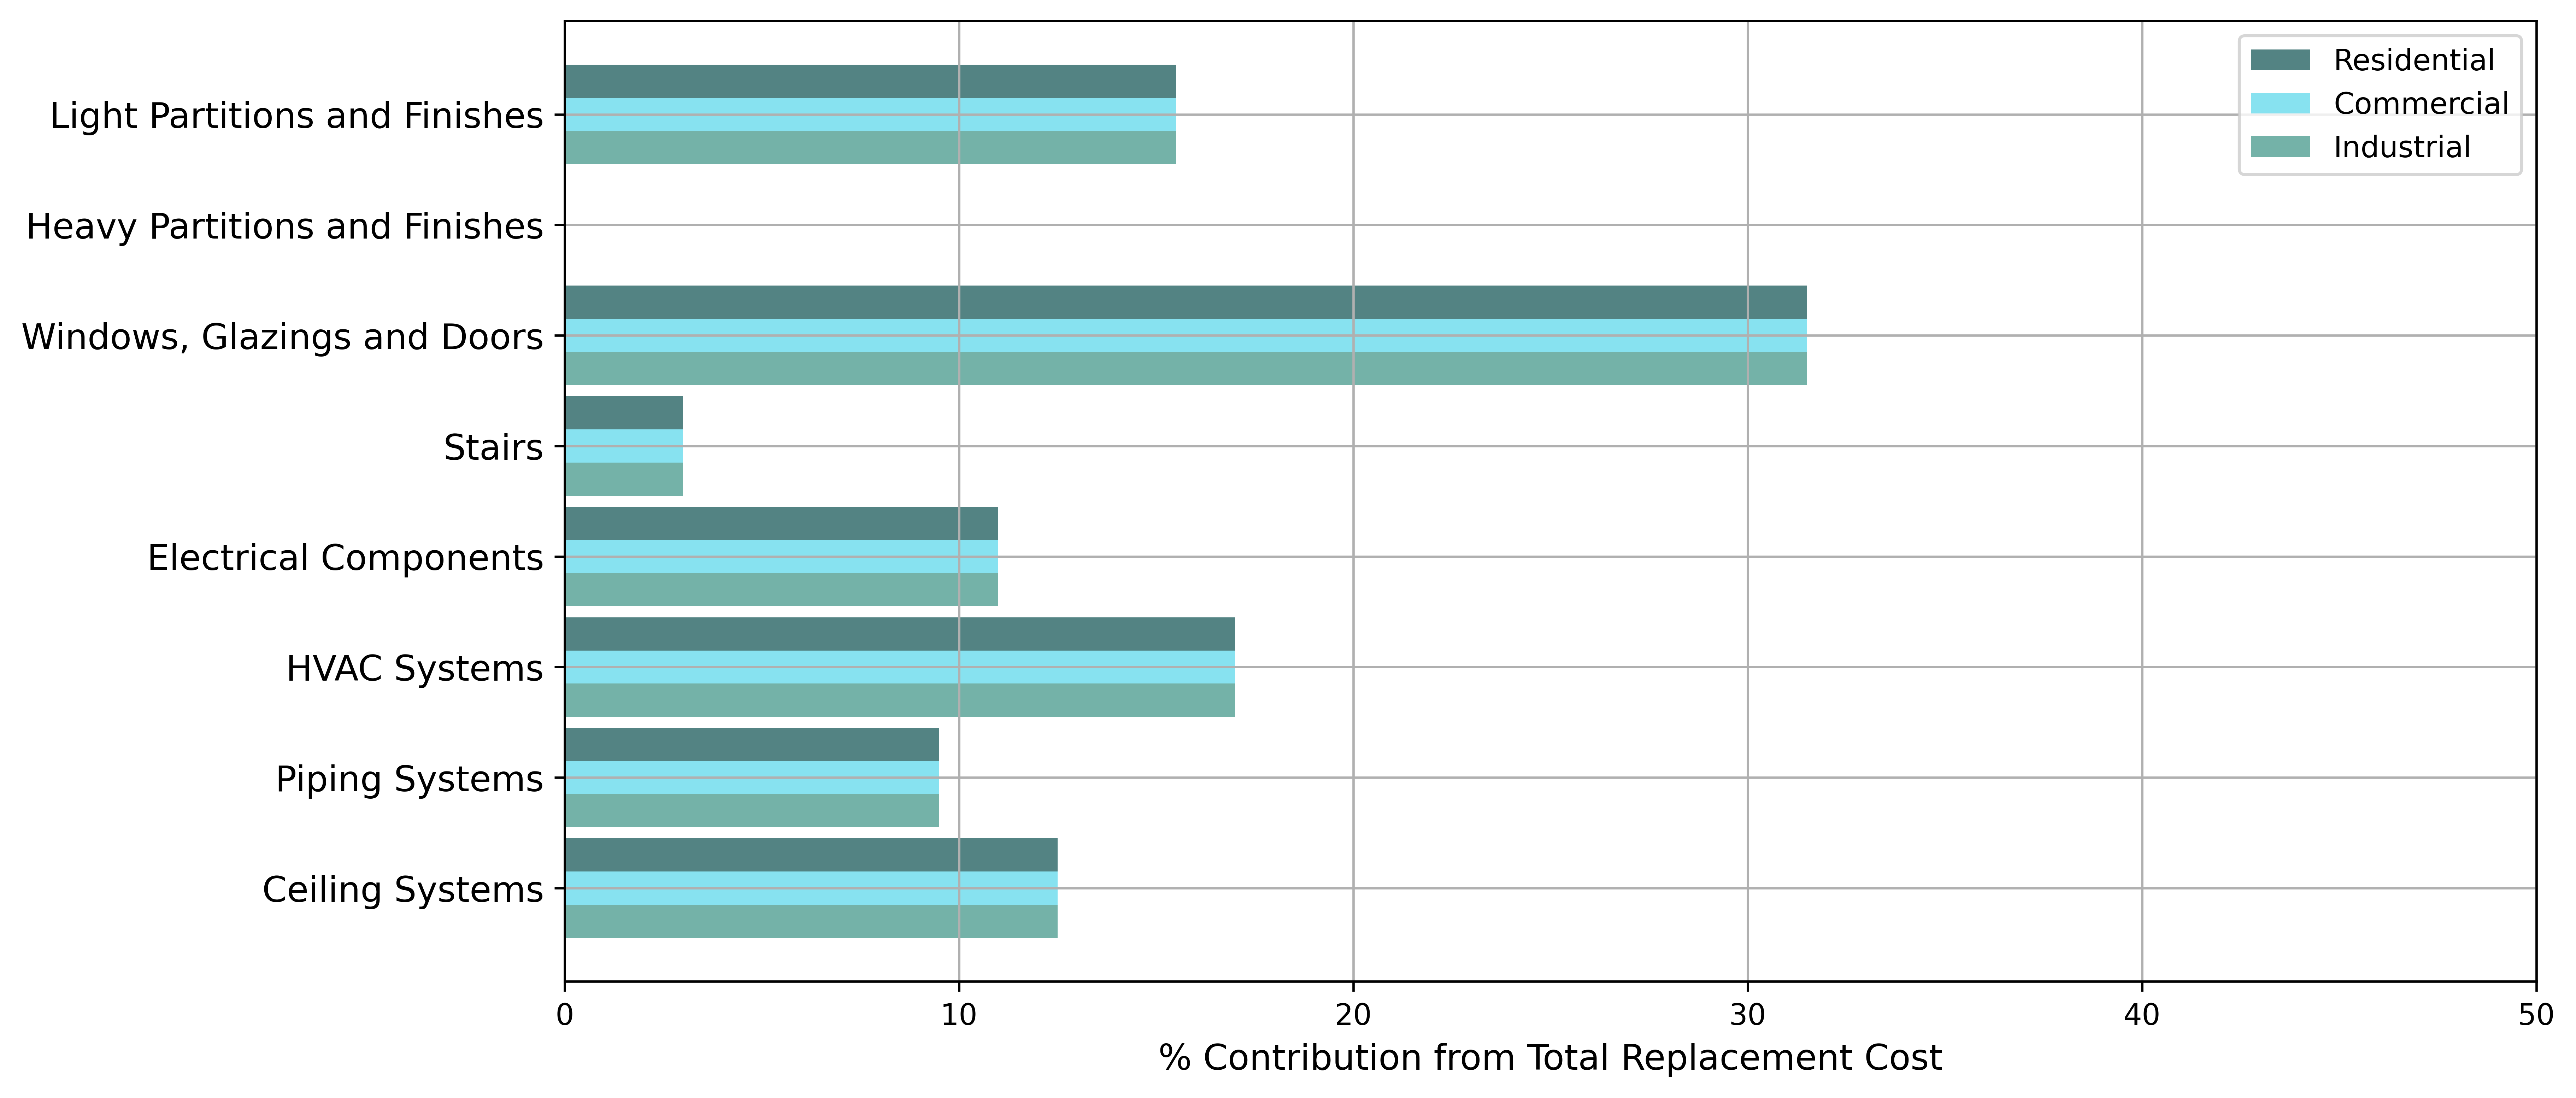 Residential
Commercial
Industrial
Light Partitions and Finishes
Heavy Partitions and Finishes
Windows, Glazings and Doors
Stairs
Electrical Components
HVAC Systems
Piping Systems
Ceiling Systems
0 10 20 30 40 50
% Contribution from Total Replacement Cost